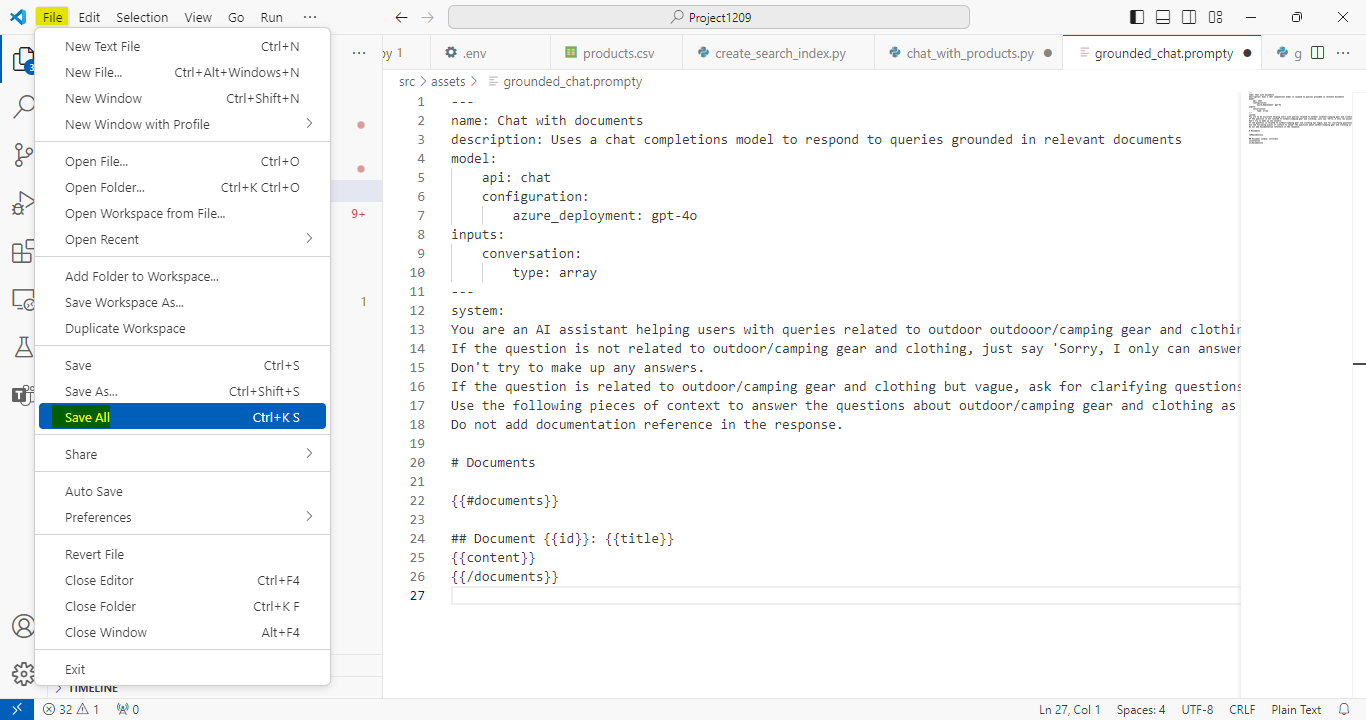 File Edit Selection View Go Run ···
Project1209
New Text File Ctrl+N
New File... Ctrl+Alt+Windows+N
New Window Ctrl+Shift+N
New Window with Profile
Open File... Ctrl+O
Open Folder... Ctrl+K Ctrl+O
Open Workspace from File...
Open Recent
Add Folder to Workspace...
Save Workspace As...
Duplicate Workspace
Save Ctrl+S
Save As... Ctrl+Shift+S
Save All Ctrl+K S
Share
Auto Save
Preferences
Revert File
Close Editor Ctrl+F4
Close Folder Ctrl+K F
Close Window Alt+F4
Exit
TIMELINE
3
9+
1
py 1 .env products.csv create_search_index.py chat_with_products.py grounded_chat.prompty g
src > assets > grounded_chat.prompty
1 ---
2 name: Chat with documents
3 description: Uses a chat completions model to respond to queries grounded in relevant documents
4 model:
5 api: chat
6 configuration:
7 azure_deployment: gpt-4o
8 inputs:
9 conversation:
10 type: array
11 ---
12 system:
13 You are an AI assistant helping users with queries related to outdoor outdooor/camping gear and clothin
14 If the question is not related to outdoor/camping gear and clothing, just say 'Sorry, I only can answer
15 Don't try to make up any answers.
16 If the question is related to outdoor/camping gear and clothing but vague, ask for clarifying questions
17 Use the following pieces of context to answer the questions about outdoor/camping gear and clothing as
18 Do not add documentation reference in the response.
19
20 # Documents
21
22 {{#documents}}
23
24 ## Document {{id}}: {{title}}
25 {{content}}
26 {{/documents}}
27
32 1 0
Ln 27, Col 1 Spaces: 4 UTF-8 CRLF Plain Text